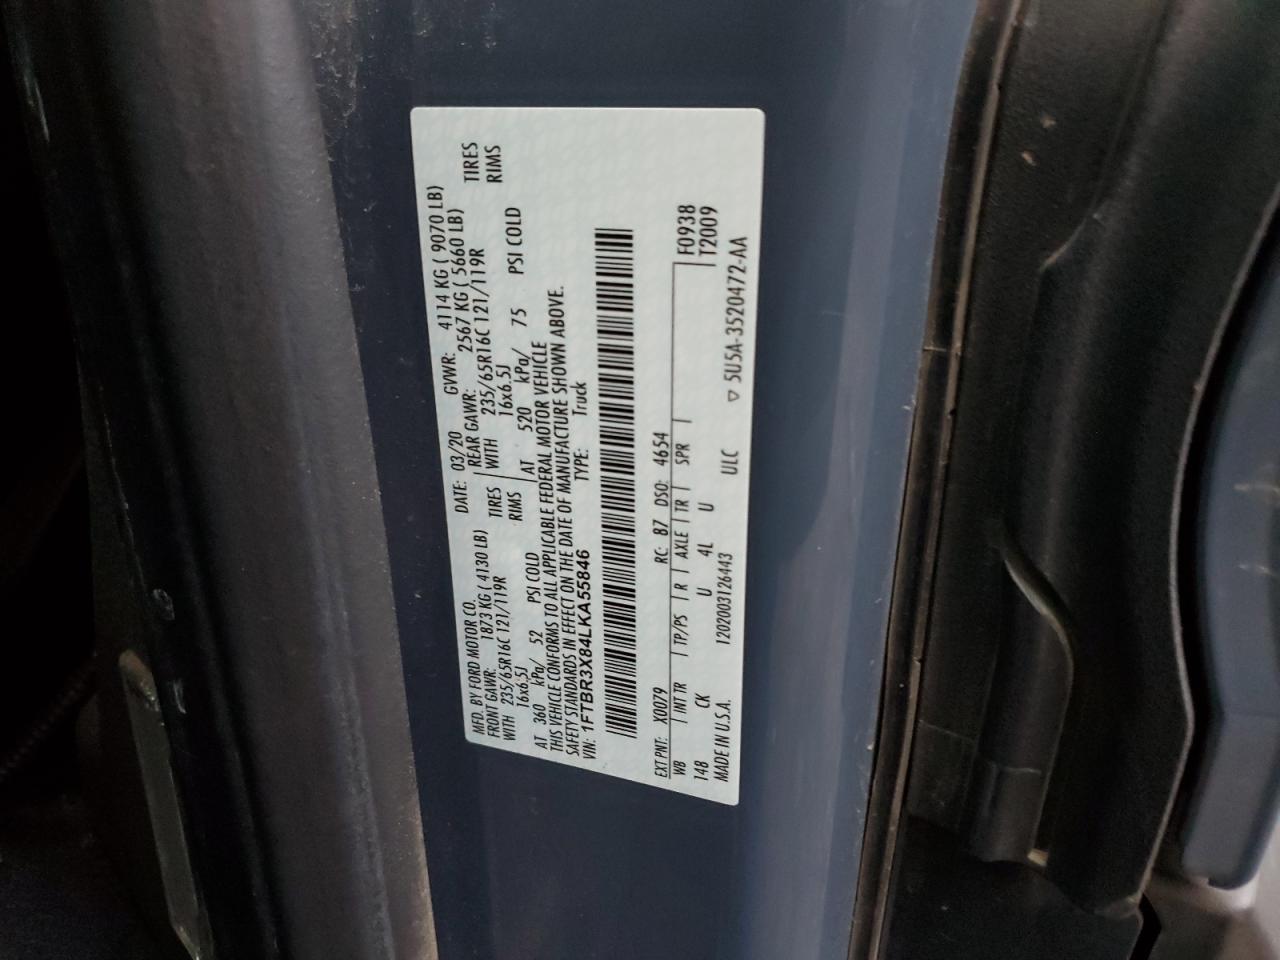 MFD. BY FORD MOTOR CO. DATE: 03/20 GVWR: 4114 KG ( 9070 LB)
FRONT GAWR: 1873 KG ( 4130 LB) REAR GAWR: 2567 KG ( 5660 LB)
WITH 235/65R16C 121/119R TIRES WITH 235/65R16C 121/119R TIRES
16x6.5J RIMS 16x6.5J RIMS
AT 360 kPa/ 52 PSI COLD AT 520 kPa/ 75 PSI COLD
THIS VEHICLE CONFORMS TO ALL APPLICABLE FEDERAL MOTOR VEHICLE
SAFETY STANDARDS IN EFFECT ON THE DATE OF MANUFACTURE SHOWN ABOVE.
VIN: 1FTBR3X84LKA55846 TYPE: Truck
EXT PNT: X0079 RC: 87 DSO: 4654 F0938
WB INT TR TP/PS R AXLE TR SPR T2009
148 CK U 4L U
MADE IN U.S.A. 1202003126443 ULC ▽ 5U5A-3520472-AA